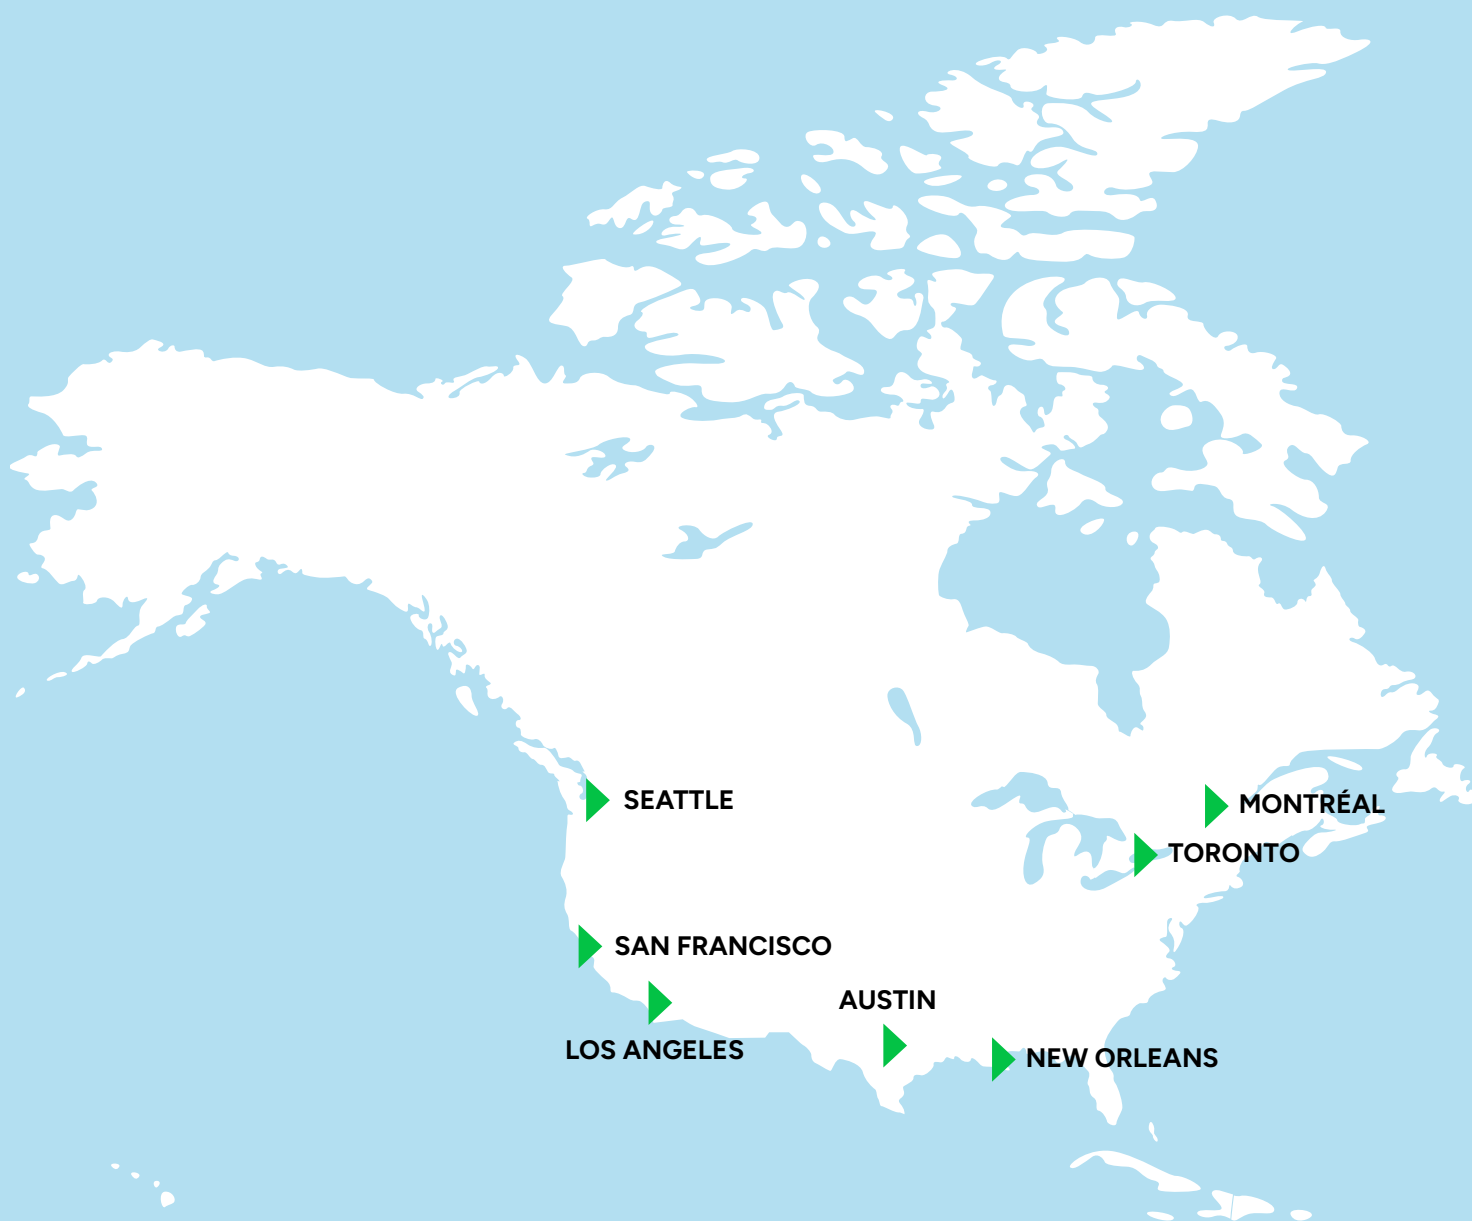 SEATTLE
MONTRÉAL
TORONTO
SAN FRANCISCO
AUSTIN
LOS ANGELES
NEW ORLEANS